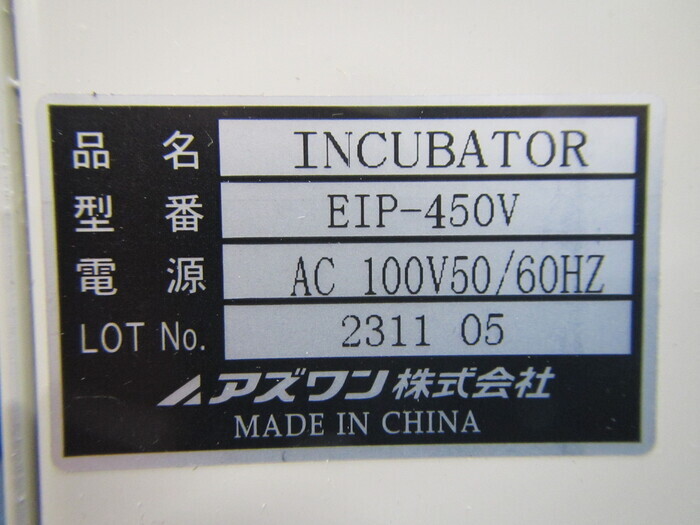 品名 INCUBATOR
型番 EIP-450V
電源 AC 100V50/60HZ
LOT No. 2311 05
アズワン株式会社
MADE IN CHINA